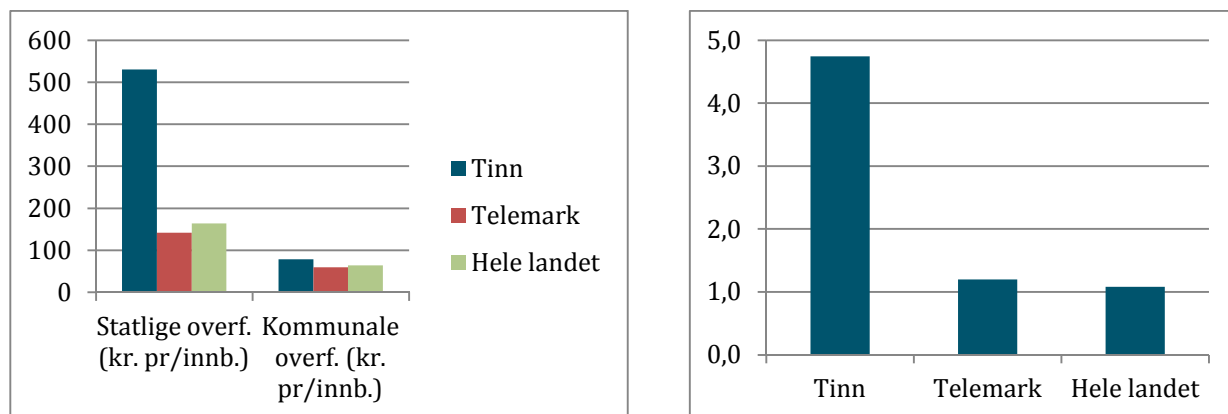 600
500
400
300
200
100
0
Statlige overf.
(kr. pr/innb.)
Kommunale
overf. (kr.
pr/innb.)
Tinn
Telemark
Hele landet
5,0
4,0
3,0
2,0
1,0
0,0
Tinn
Telemark
Hele landet